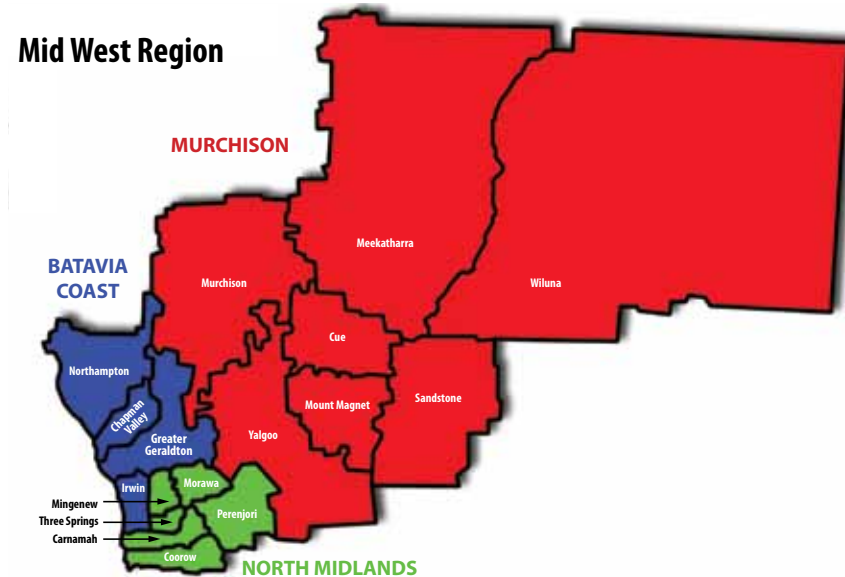 Mid West Region
MURCHISON
BATAVIA
COAST
Meekatharra
Murchison
Wiluna
Cue
Northampton
Chapman
Valley
Mount Magnet
Sandstone
Greater
Geraldton
Yalgoo
Irwin
Morawa
Mingenew
Perenjori
Three Springs
Carnamah
Coorow
NORTH MIDLANDS